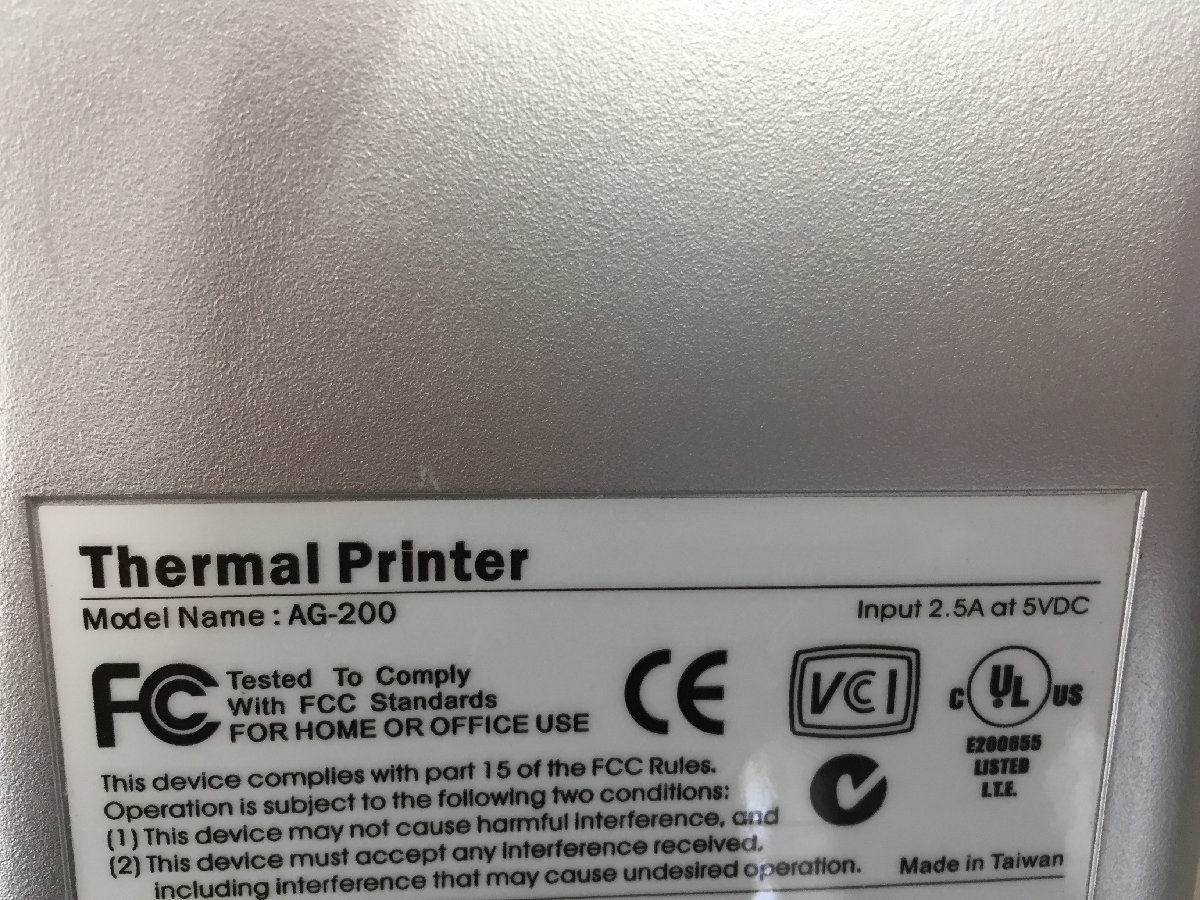 Thermal Printer
Model Name : AG-200
Input 2.5A at 5VDC
FC
Tested To Comply
With FCC Standards
FOR HOME OR OFFICE USE
CE
VCI
C UL US
E200655
LISTED
I.T.E.
This device complies with part 15 of the FCC Rules.
Operation is subject to the following two conditions:
(1) This device may not cause harmful interference, and
(2) This device must accept any interference received,
including interference that may cause undesired operation.
Made in Taiwan